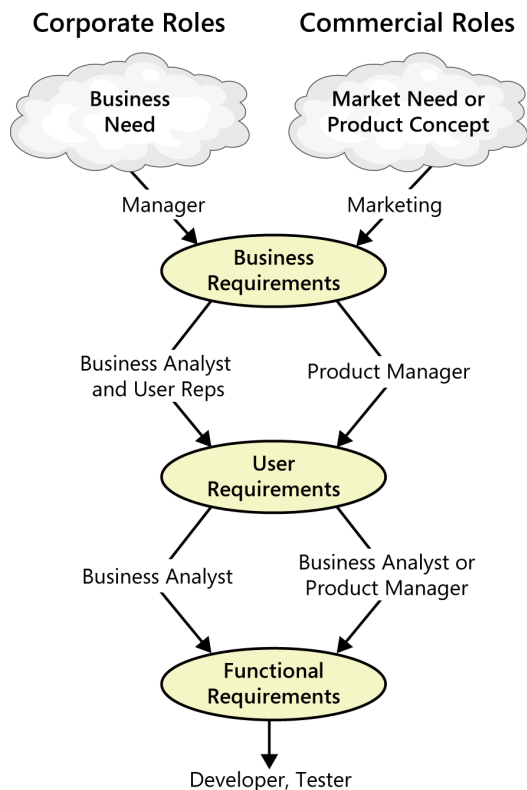 Corporate Roles
Commercial Roles
Business
Need
Market Need or
Product Concept
Manager
Marketing
Business
Requirements
Business Analyst
and User Reps
Product Manager
User
Requirements
Business Analyst
Business Analyst or
Product Manager
Functional
Requirements
Developer, Tester